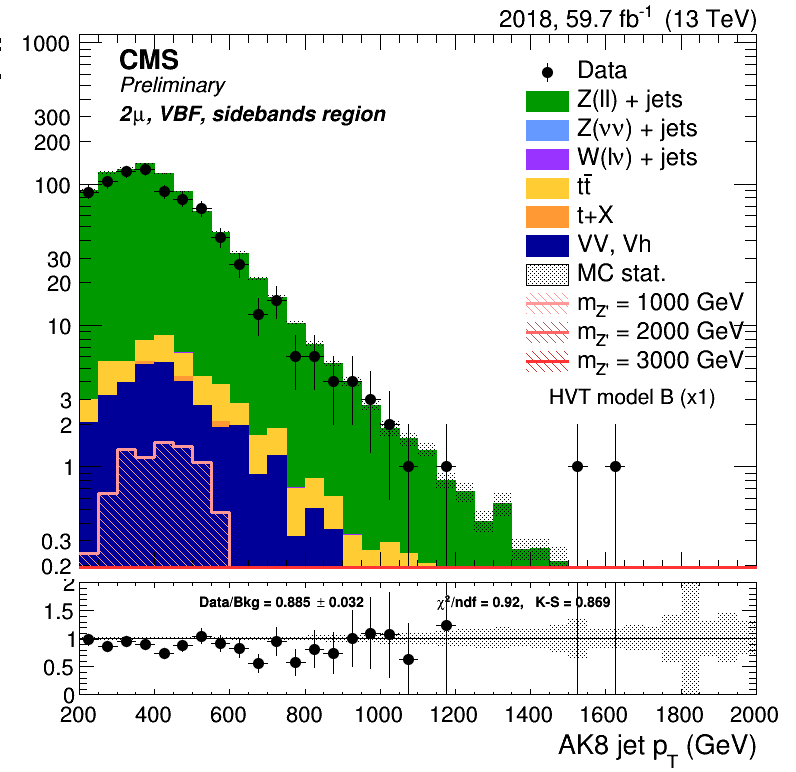 2018, 59.7 fb⁻¹ (13 TeV)
CMS
Preliminary
2μ, VBF, sidebands region
Data
Z(ll) + jets
Z(νν) + jets
W(lν) + jets
tt̄
t+X
VV, Vh
MC stat.
m_Z' = 1000 GeV
m_Z' = 2000 GeV
m_Z' = 3000 GeV
HVT model B (x1)
1000
300
200
100
30
20
10
3
2
1
0.3
0.2
Data/Bkg = 0.885 ± 0.032
χ²/ndf = 0.92, K-S = 0.869
2
1.5
1
0.5
0
200 400 600 800 1000 1200 1400 1600 1800 2000
AK8 jet p_T (GeV)